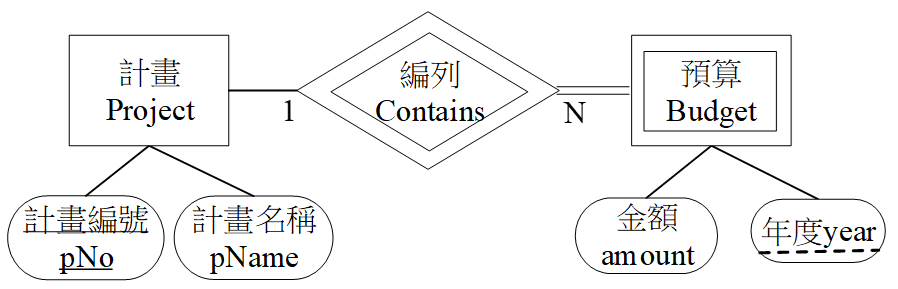 計畫
Project
1
編列
Contains
N
預算
Budget
計畫編號
pNo
計畫名稱
pName
金額
amount
年度year